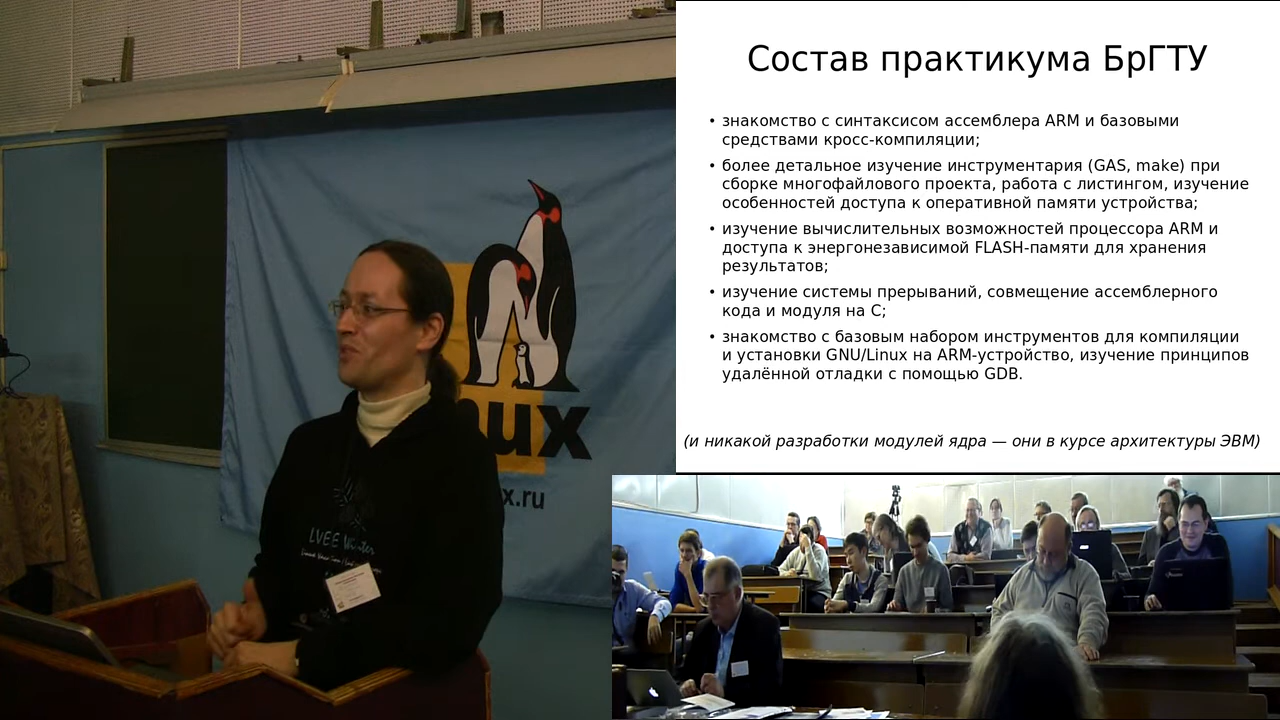 Состав практикума БрГТУ
• знакомство с синтаксисом ассемблера ARM и базовыми
средствами кросс-компиляции;
• более детальное изучение инструментария (GAS, make) при
сборке многофайлового проекта, работа с листингом, изучение
особенностей доступа к оперативной памяти устройства;
• изучение вычислительных возможностей процессора ARM и
доступа к энергонезависимой FLASH-памяти для хранения
результатов;
• изучение системы прерываний, совмещение ассемблерного
кода и модуля на C;
• знакомство с базовым набором инструментов для компиляции
и установки GNU/Linux на ARM-устройство, изучение принципов
удалённой отладки с помощью GDB.
(и никакой разработки модулей ядра — они в курсе архитектуры ЭВМ)
nux
x.ru
LVEE Winter